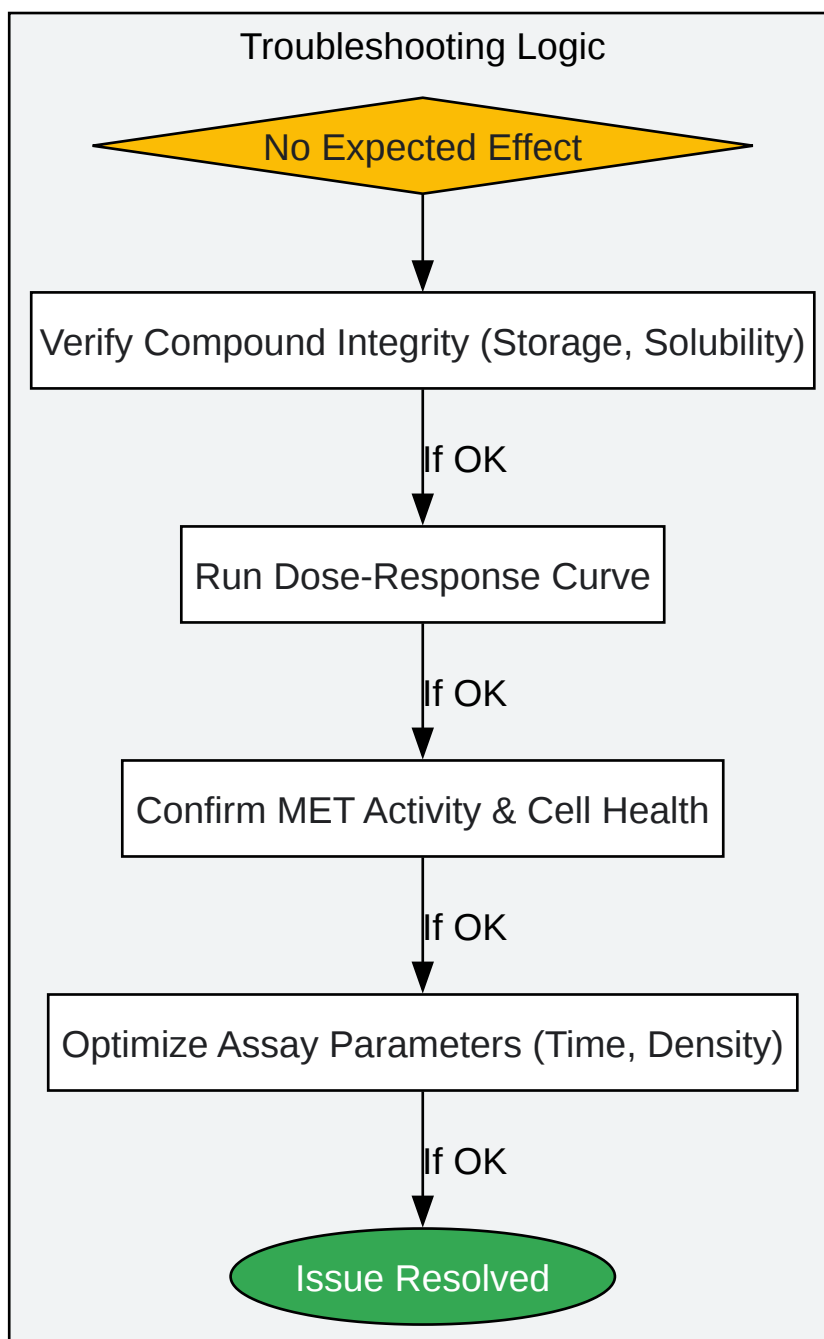 Troubleshooting Logic
No Expected Effect
Verify Compound Integrity (Storage, Solubility)
If OK
Run Dose-Response Curve
If OK
Confirm MET Activity & Cell Health
If OK
Optimize Assay Parameters (Time, Density)
If OK
Issue Resolved